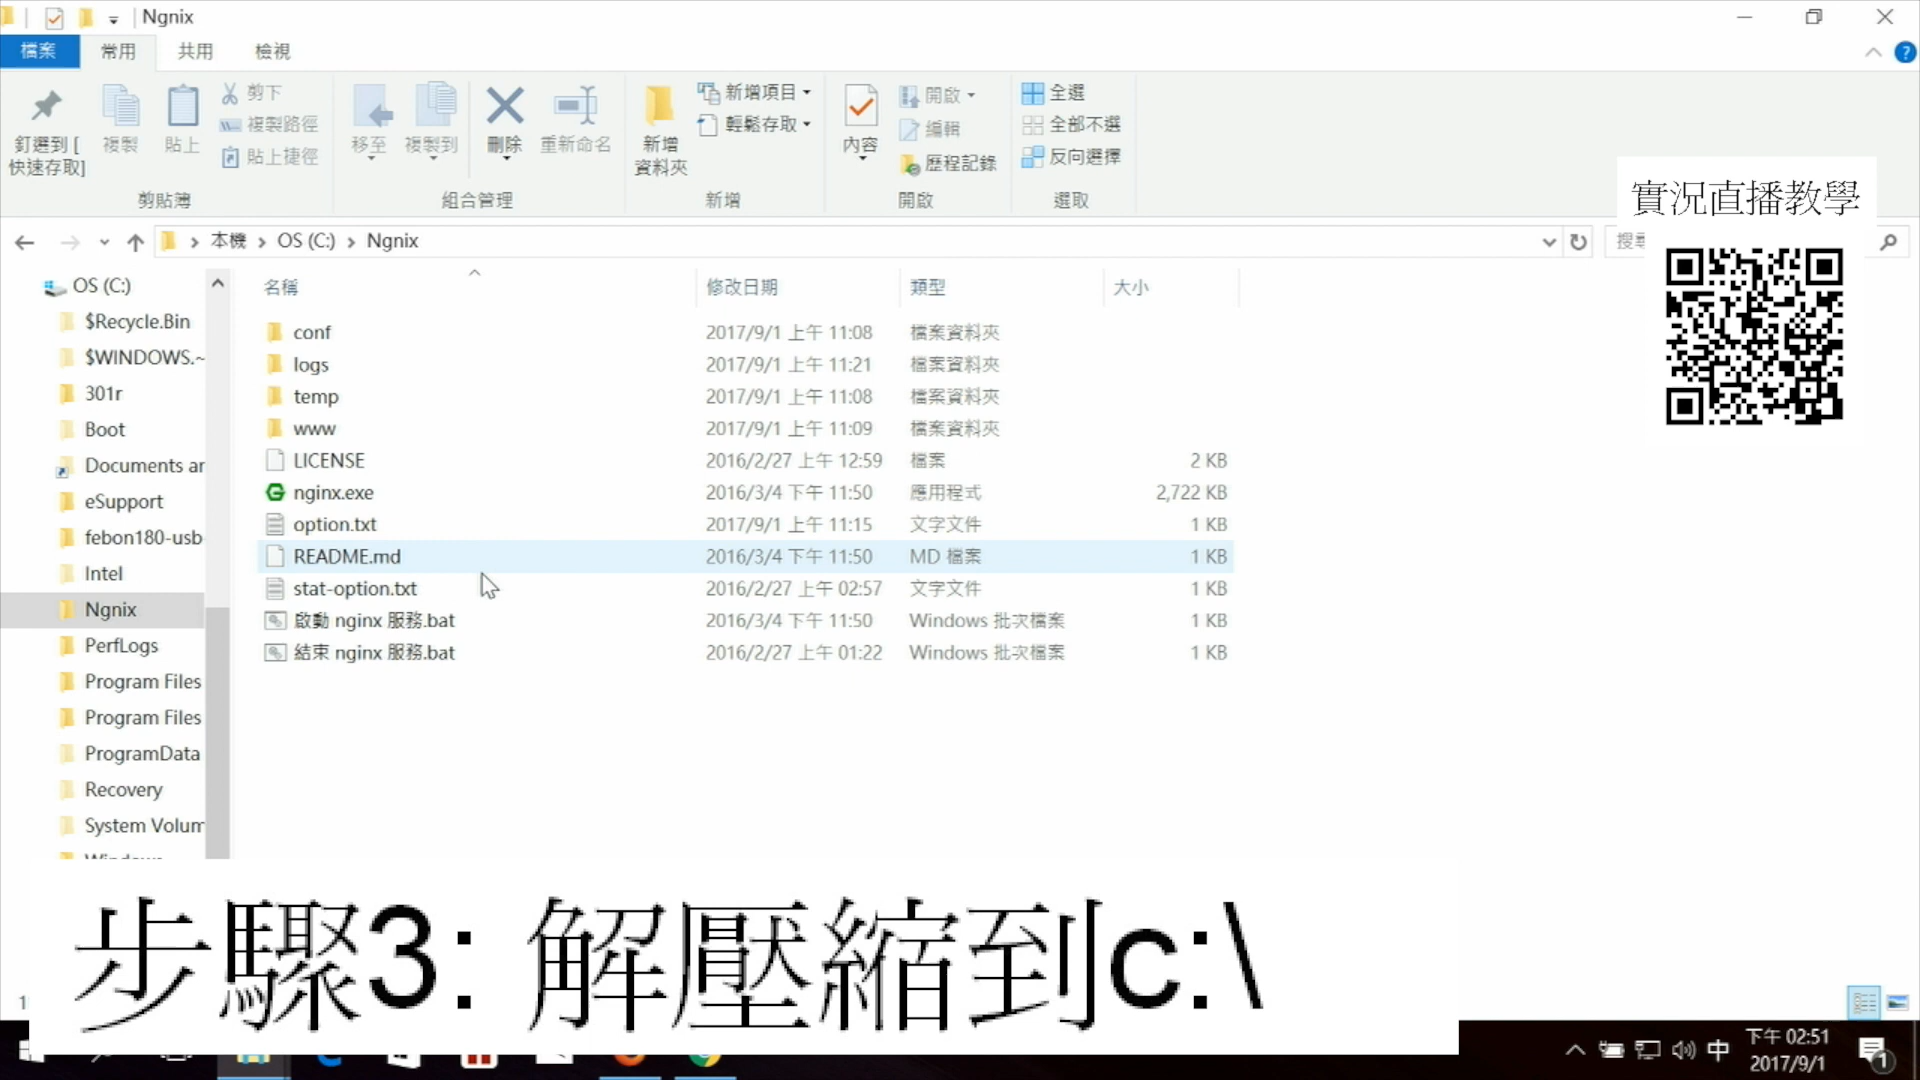 Ngnix
檔案 常用 共用 檢視
釘選到 [
快速存取]
複製
貼上
剪下
複製路徑
貼上捷徑
剪貼簿
移至
複製到
刪除
重新命名
組合管理
新增
資料夾
新增項目
輕鬆存取
新增
內容
開啟
編輯
歷程記錄
開啟
全選
全部不選
反向選擇
選取
實況直播教學
本機 > OS (C:) > Ngnix
OS (C:)
$Recycle.Bin
$WINDOWS.~
301r
Boot
Documents ar
eSupport
febon180-usb-
Intel
Ngnix
PerfLogs
Program Files
Program Files
ProgramData
Recovery
System Volum
名稱 修改日期 類型 大小
conf 2017/9/1 上午 11:08 檔案資料夾
logs 2017/9/1 上午 11:21 檔案資料夾
temp 2017/9/1 上午 11:08 檔案資料夾
www 2017/9/1 上午 11:09 檔案資料夾
LICENSE 2016/2/27 上午 12:59 檔案 2 KB
nginx.exe 2016/3/4 下午 11:50 應用程式 2,722 KB
option.txt 2017/9/1 上午 11:15 文字文件 1 KB
README.md 2016/3/4 下午 11:50 MD 檔案 1 KB
stat-option.txt 2016/2/27 上午 02:57 文字文件 1 KB
啟動 nginx 服務.bat 2016/3/4 下午 11:50 Windows 批次檔案 1 KB
結束 nginx 服務.bat 2016/2/27 上午 01:22 Windows 批次檔案 1 KB
步驟3: 解壓縮到c:\
中
下午 02:51
2017/9/1
1